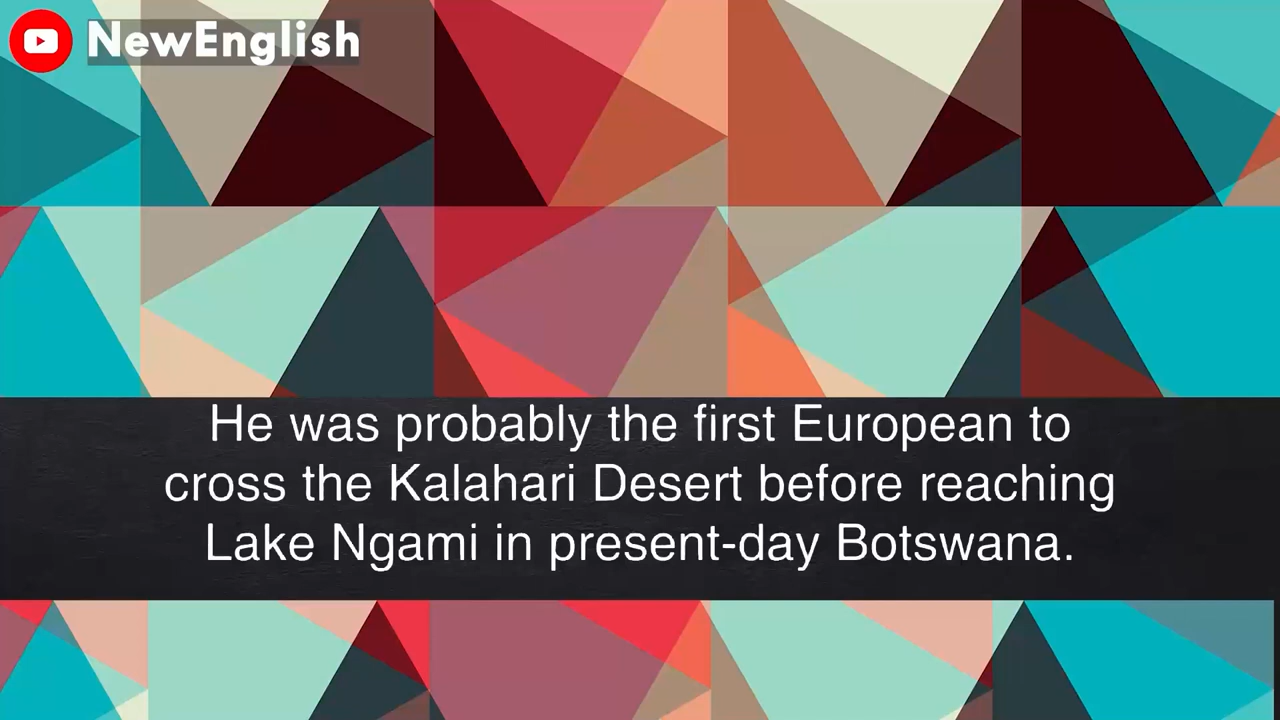 NewEnglish
He was probably the first European to
cross the Kalahari Desert before reaching
Lake Ngami in present-day Botswana.